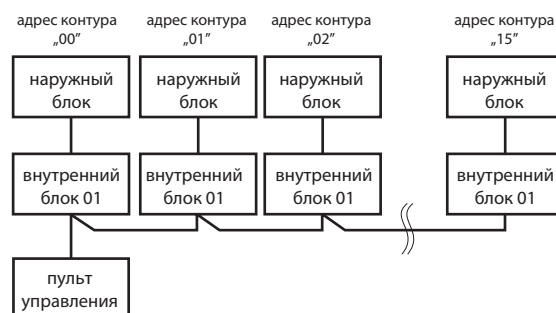 адрес контура
„00”
адрес контура
„01”
адрес контура
„02”
адрес контура
„15”
наружный
блок
наружный
блок
наружный
блок
наружный
блок
внутренний
блок 01
внутренний
блок 01
внутренний
блок 01
внутренний
блок 01
пульт
управления